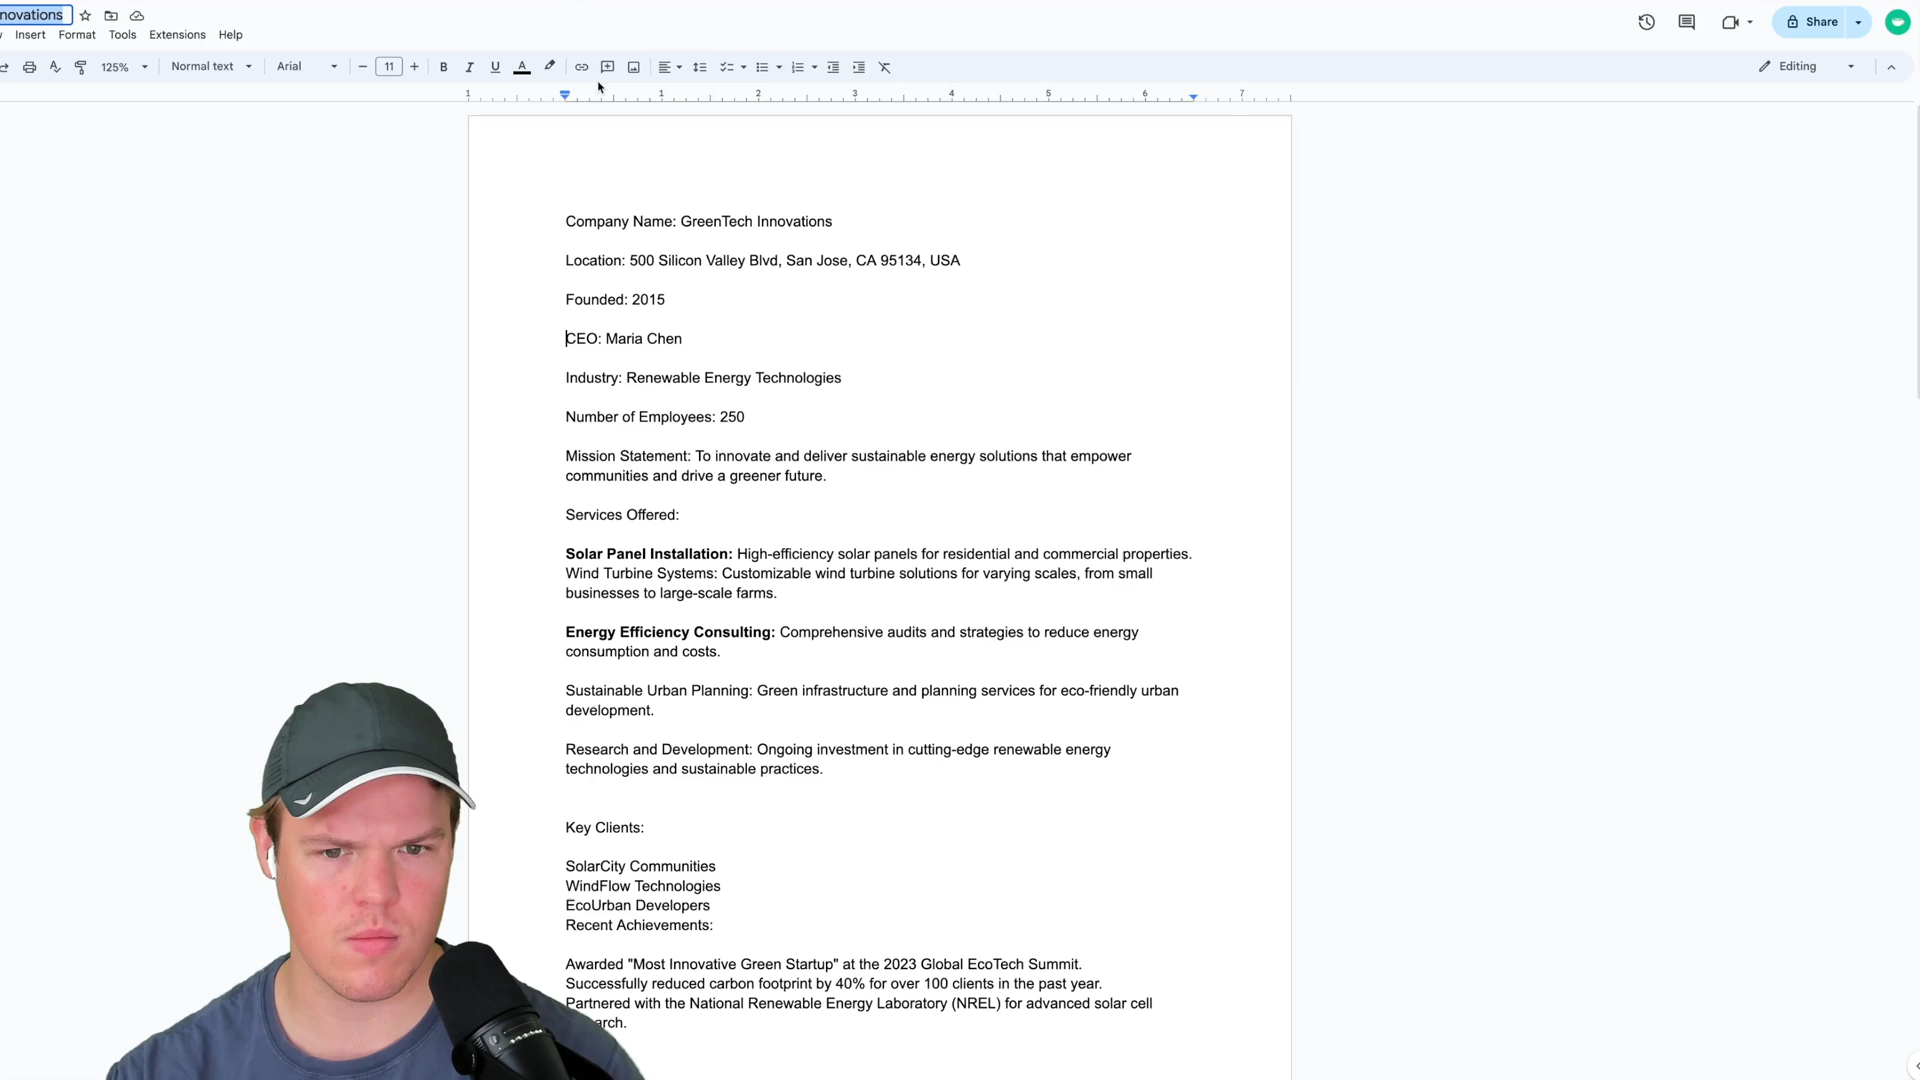 novations
Insert Format Tools Extensions Help
Share
125% Normal text Arial 11 B I U A Editing
1 1 2 3 4 5 6 7
Company Name: GreenTech Innovations
Location: 500 Silicon Valley Blvd, San Jose, CA 95134, USA
Founded: 2015
CEO: Maria Chen
Industry: Renewable Energy Technologies
Number of Employees: 250
Mission Statement: To innovate and deliver sustainable energy solutions that empower
communities and drive a greener future.
Services Offered:
Solar Panel Installation: High-efficiency solar panels for residential and commercial properties.
Wind Turbine Systems: Customizable wind turbine solutions for varying scales, from small
businesses to large-scale farms.
Energy Efficiency Consulting: Comprehensive audits and strategies to reduce energy
consumption and costs.
Sustainable Urban Planning: Green infrastructure and planning services for eco-friendly urban
development.
Research and Development: Ongoing investment in cutting-edge renewable energy
technologies and sustainable practices.
Key Clients:
SolarCity Communities
WindFlow Technologies
EcoUrban Developers
Recent Achievements:
Awarded "Most Innovative Green Startup" at the 2023 Global EcoTech Summit.
Successfully reduced carbon footprint by 40% for over 100 clients in the past year.
Partnered with the National Renewable Energy Laboratory (NREL) for advanced solar cell
arch.